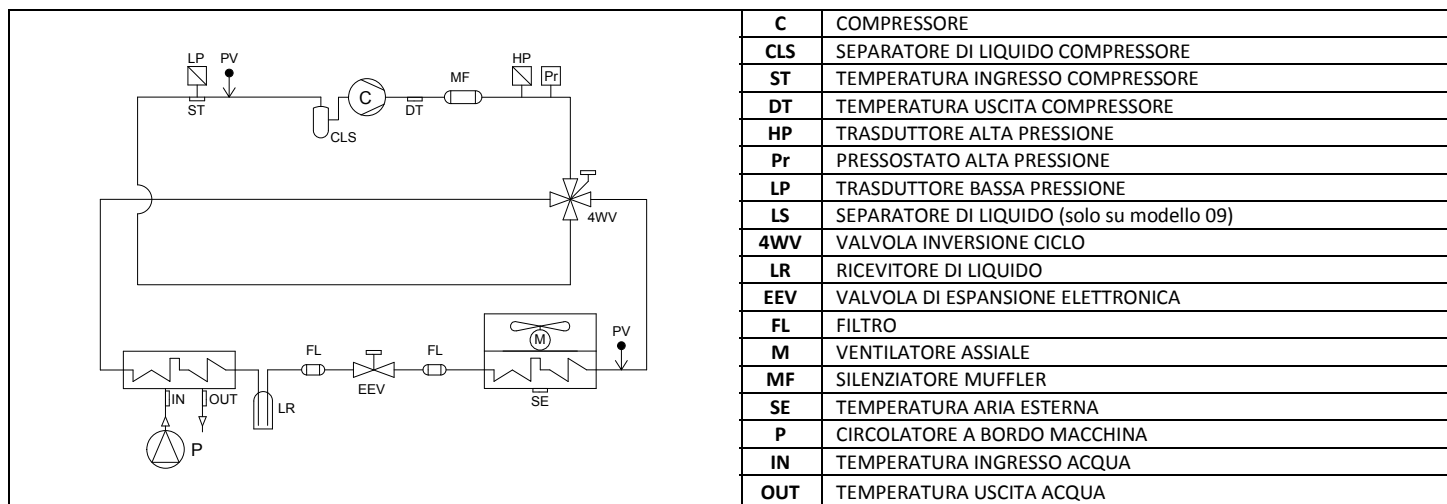 LP PV HP
Pr
MF
C
ST DT
CLS
4WV
PV
M
FL FL
EEV
IN OUT LR SE
P
C COMPRESSORE
CLS SEPARATORE DI LIQUIDO COMPRESSORE
ST TEMPERATURA INGRESSO COMPRESSORE
DT TEMPERATURA USCITA COMPRESSORE
HP TRASDUTTORE ALTA PRESSIONE
Pr PRESSOSTATO ALTA PRESSIONE
LP TRASDUTTORE BASSA PRESSIONE
LS SEPARATORE DI LIQUIDO (solo su modello 09)
4WV VALVOLA INVERSIONE CICLO
LR RICEVITORE DI LIQUIDO
EEV VALVOLA DI ESPANSIONE ELETTRONICA
FL FILTRO
M VENTILATORE ASSIALE
MF SILENZIATORE MUFFLER
SE TEMPERATURA ARIA ESTERNA
P CIRCOLATORE A BORDO MACCHINA
IN TEMPERATURA INGRESSO ACQUA
OUT TEMPERATURA USCITA ACQUA